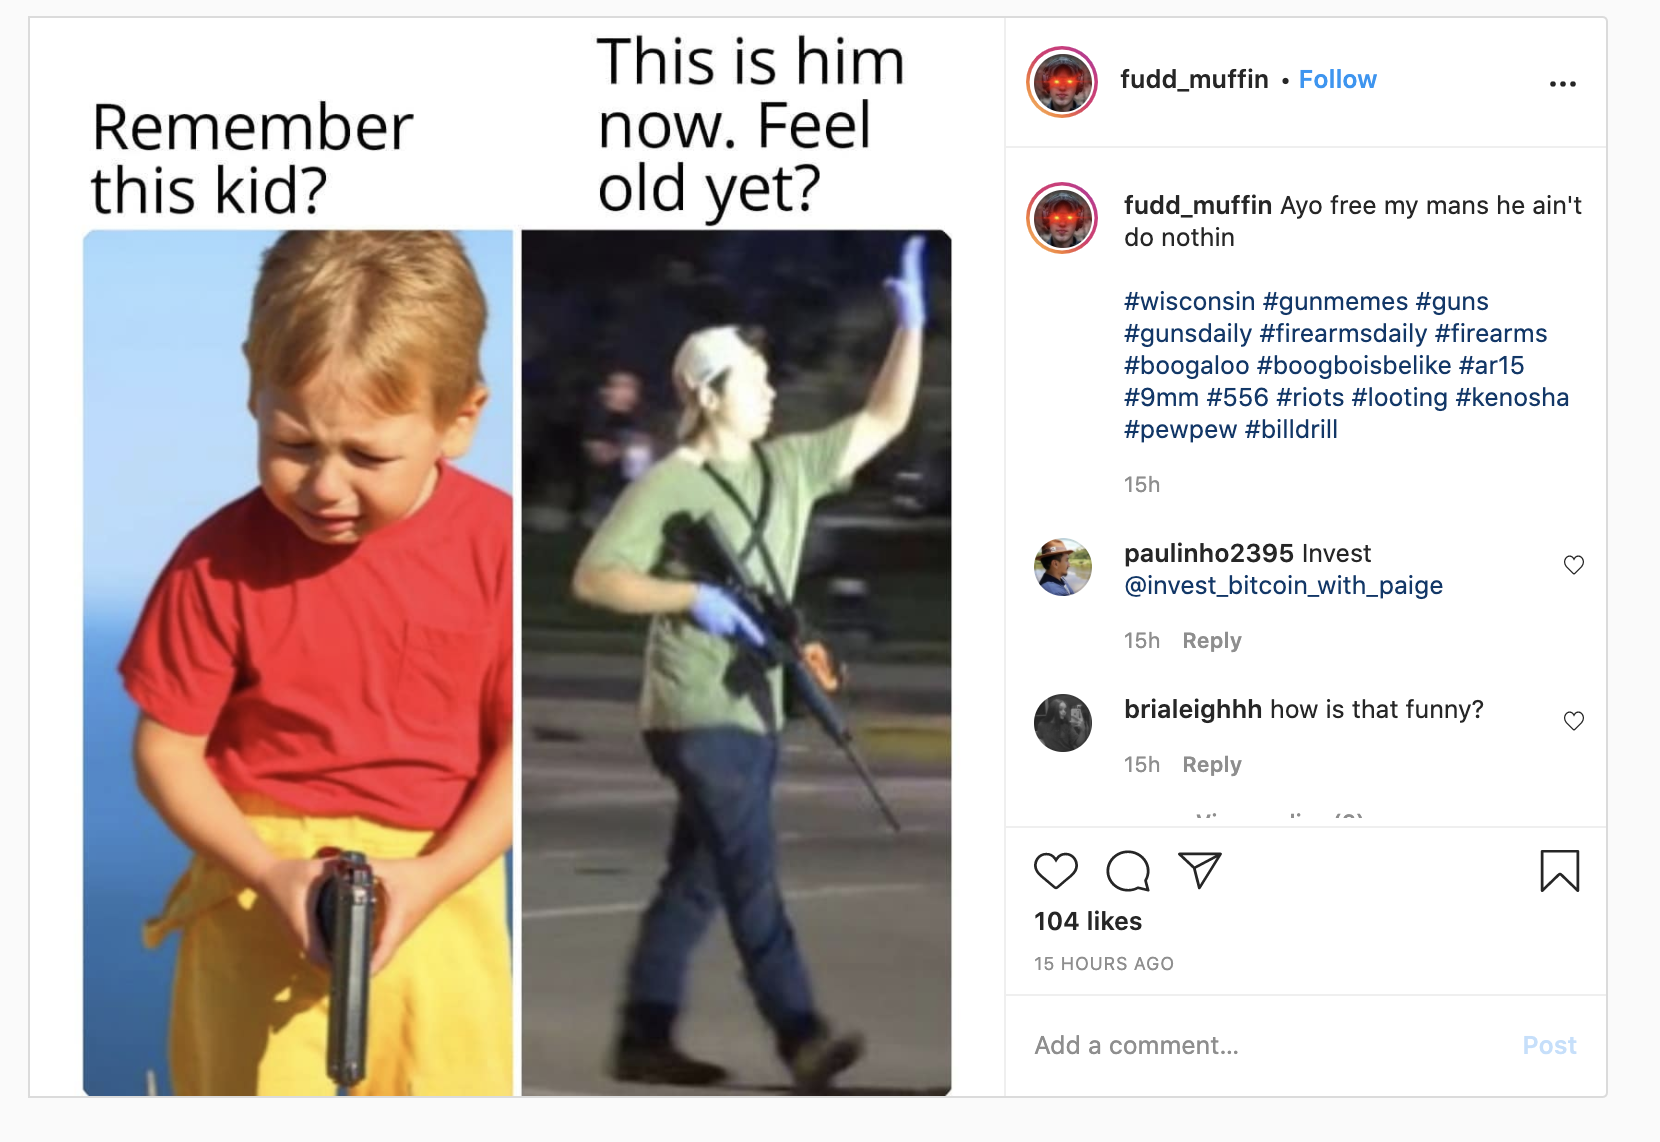 Remember
this kid?
This is him
now. Feel
old yet?
fudd_muffin • Follow
fudd_muffin Ayo free my mans he ain't
do nothin
#wisconsin #gunmemes #guns
#gunsdaily #firearmsdaily #firearms
#boogaloo #boogboisbelike #ar15
#9mm #556 #riots #looting #kenosha
#pewpew #billdrill
15h
paulinho2395 Invest
@invest_bitcoin_with_paige
15h Reply
brialeighhh how is that funny?
15h Reply
104 likes
15 HOURS AGO
Add a comment... Post